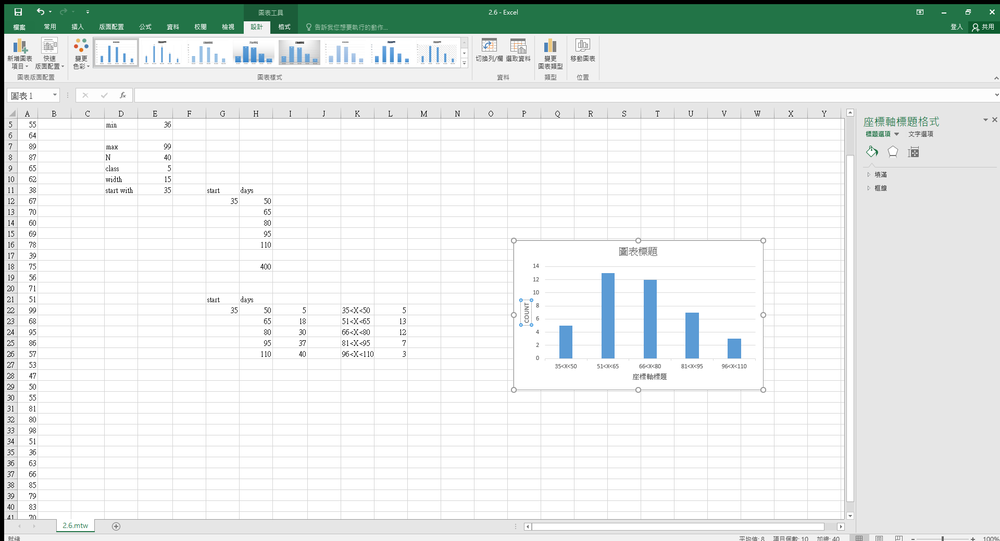 圖表工具
2.6 - Excel
檔案 常用 插入 版面配置 公式 資料 校閱 檢視 設計 格式 告訴我您想要執行的動作... 登入 共用
新增圖表 項目 快速 版面配置 變更 色彩 切換列/欄 選取資料 變更 圖表類型 移動圖表
圖表版面配置 圖表樣式 資料 類型 位置
圖表 1 fx
A B C D E F G H I J K L M N O P Q R S T U V W X Y
5 55 min 36
6 64
7 89 max 99
8 87 N 40
9 65 class 5
10 62 width 15
11 38 start with 35 start days
12 67 35 50
13 70 65
14 60 80
15 69 95
16 78 110
17 39
18 75 400
19 56
20 71
21 51 start days
22 99 35 50 5 35<X<50 5
23 68 65 18 51<X<65 13
24 95 80 30 66<X<80 12
25 86 95 37 81<X<95 7
26 57 110 40 96<X<110 3
27 53
28 47
29 50
30 55
31 81
32 80
33 98
34 51
35 36
36 63
37 66
38 85
39 79
40 83
41 70
圖表標題
14
12
10
8
6
4
2
0
COUNT
35<X<50 51<X<65 66<X<80 81<X<95 96<X<110
座標軸標題
座標軸標題格式
標題選項 文字選項
填滿
框線
2.6.mtw
就緒 平均值: 8 項目個數: 10 加總: 40 100%